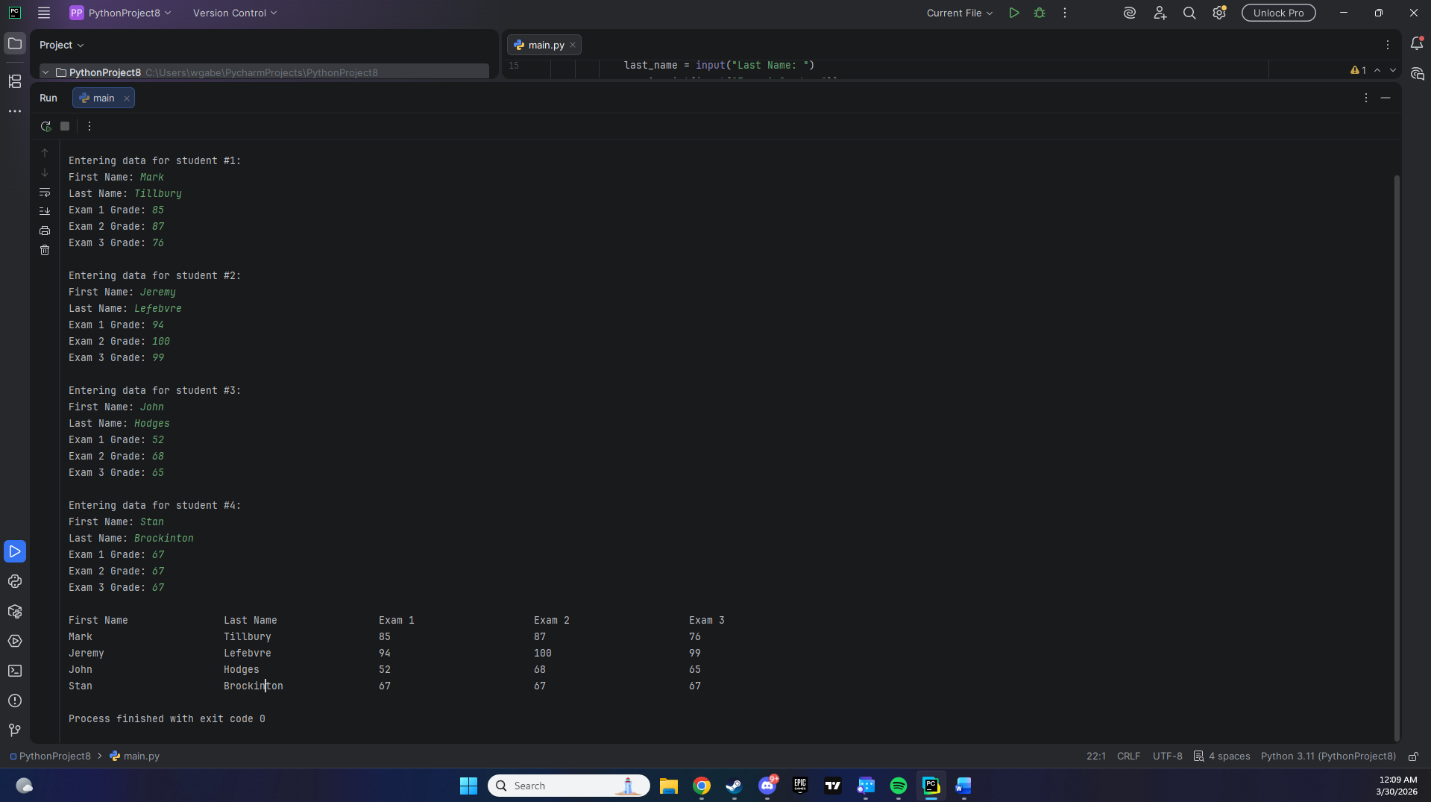 PC PP PythonProject8 Version Control Current File Unlock Pro
Project main.py
PythonProject8 C:\Users\wgabe\PycharmProjects\PythonProject8 15 last_name = input("Last Name: ") 1
Run main
Entering data for student #1:
First Name: Mark
Last Name: Tillbury
Exam 1 Grade: 85
Exam 2 Grade: 87
Exam 3 Grade: 76
Entering data for student #2:
First Name: Jeremy
Last Name: Lefebvre
Exam 1 Grade: 94
Exam 2 Grade: 100
Exam 3 Grade: 99
Entering data for student #3:
First Name: John
Last Name: Hodges
Exam 1 Grade: 52
Exam 2 Grade: 68
Exam 3 Grade: 65
Entering data for student #4:
First Name: Stan
Last Name: Brockinton
Exam 1 Grade: 67
Exam 2 Grade: 67
Exam 3 Grade: 67
First Name Last Name Exam 1 Exam 2 Exam 3
Mark Tillbury 85 87 76
Jeremy Lefebvre 94 100 99
John Hodges 52 68 65
Stan Brockinton 67 67 67
Process finished with exit code 0
PythonProject8 > main.py 22:1 CRLF UTF-8 4 spaces Python 3.11 (PythonProject8)
Search 9+ EPIC GAMES PC W 12:09 AM
3/30/2026